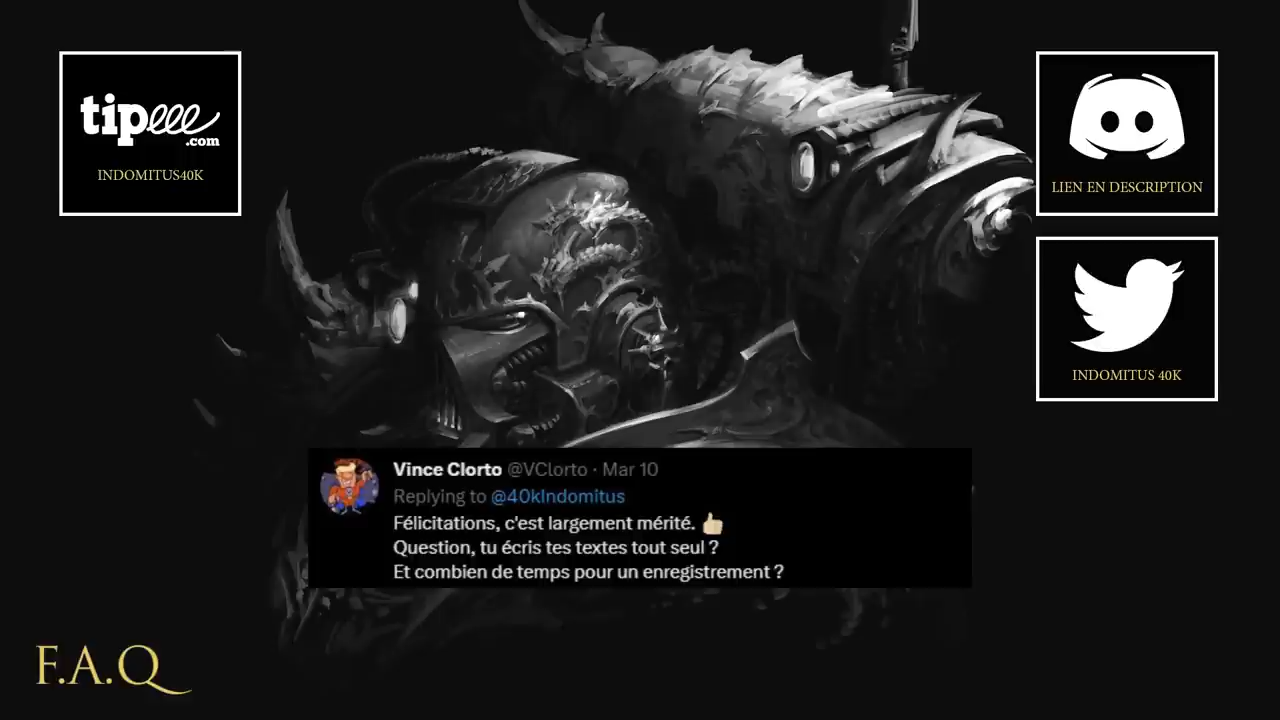 tipeee
.com
INDOMITUS40K
LIEN EN DESCRIPTION
INDOMITUS 40K
Vince Clorto @VClorto · Mar 10
Replying to @40kIndomitus
Félicitations, c'est largement mérité. 👍🏼
Question, tu écris tes textes tout seul ?
Et combien de temps pour un enregistrement ?
F.A.Q